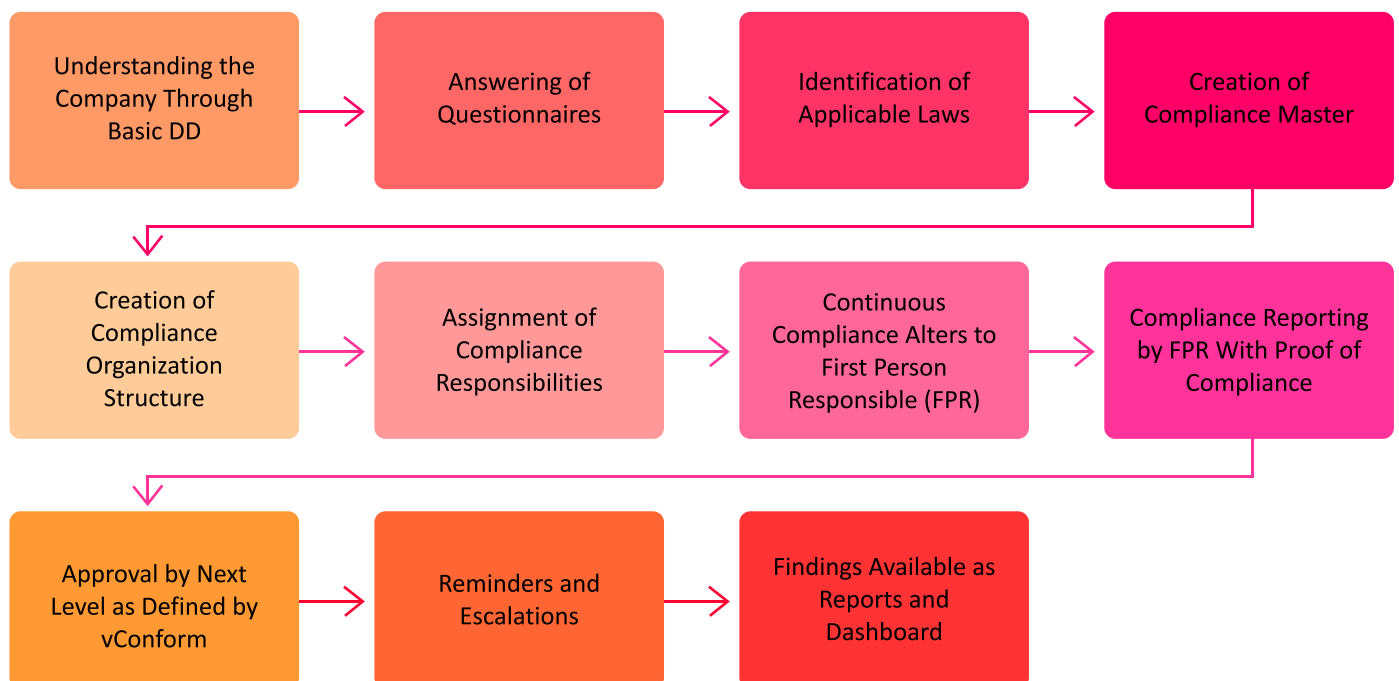 Understanding the
Company Through
Basic DD
Answering of
Questionnaires
Identification of
Applicable Laws
Creation of
Compliance Master
Creation of
Compliance
Organization
Structure
Assignment of
Compliance
Responsibilities
Continuous
Compliance Alters to
First Person
Responsible (FPR)
Compliance Reporting
by FPR With Proof of
Compliance
Approval by Next
Level as Defined by
vConform
Reminders and
Escalations
Findings Available as
Reports and
Dashboard